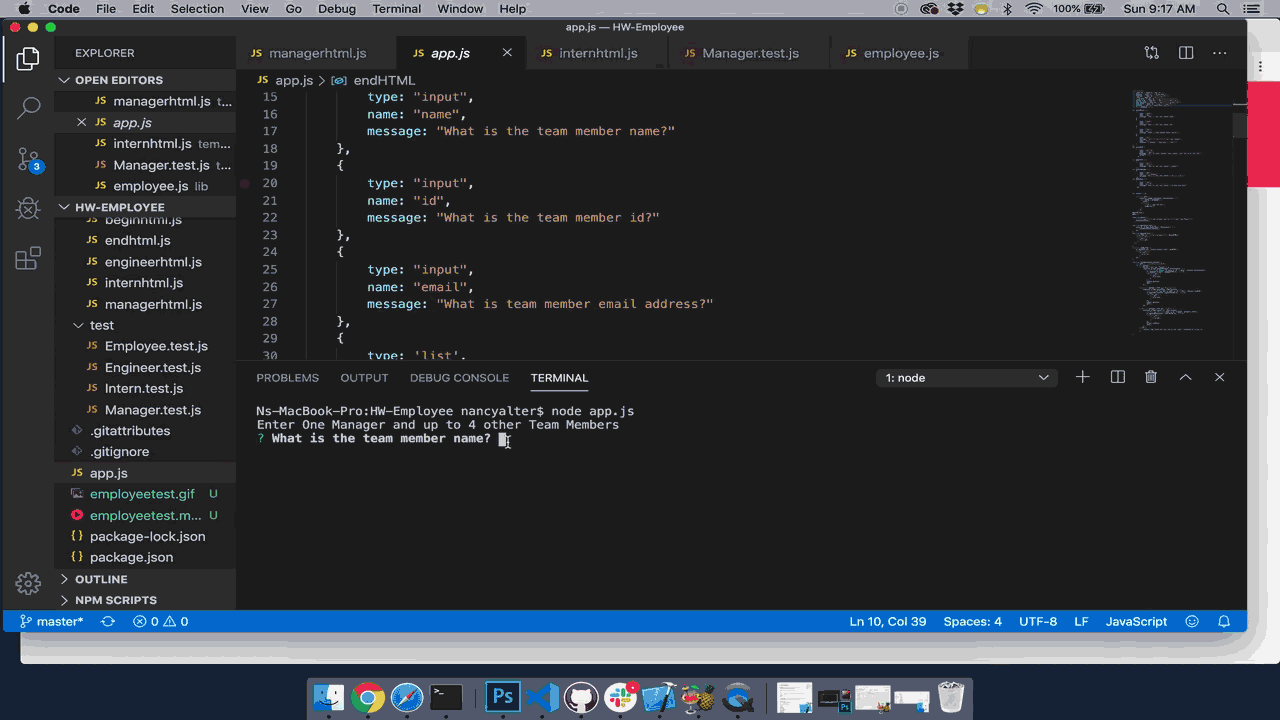 Code File Edit Selection View Go Debug Terminal Window Help 100% Sun 9:17 AM
app.js — HW-Employee
EXPLORER
JS managerhtml.js JS app.js JS internhtml.js JS Manager.test.js JS employee.js
OPEN EDITORS
JS managerhtml.js t...
JS app.js
JS internhtml.js tem...
JS Manager.test.js t...
JS employee.js lib
HW-EMPLOYEE
beginhtml.js
JS endhtml.js
JS engineerhtml.js
JS internhtml.js
JS managerhtml.js
test
JS Employee.test.js
JS Engineer.test.js
JS Intern.test.js
JS Manager.test.js
.gitattributes
.gitignore
JS app.js
employeetest.gif U
employeetest.m... U
{} package-lock.json
{} package.json
OUTLINE
NPM SCRIPTS
3
JS app.js > endHTML
15 type: "input",
16 name: "name",
17 message: "What is the team member name?"
18 },
19 {
20 type: "input",
21 name: "id",
22 message: "What is the team member id?"
23 },
24 {
25 type: "input",
26 name: "email",
27 message: "What is team member email address?"
28 },
29 {
30 type: 'list',
PROBLEMS OUTPUT DEBUG CONSOLE TERMINAL 1: node
Ns-MacBook-Pro:HW-Employee nancyalter$ node app.js
Enter One Manager and up to 4 other Team Members
? What is the team member name?
master* 0 0 Ln 10, Col 39 Spaces: 4 UTF-8 LF JavaScript
Ps
Ps